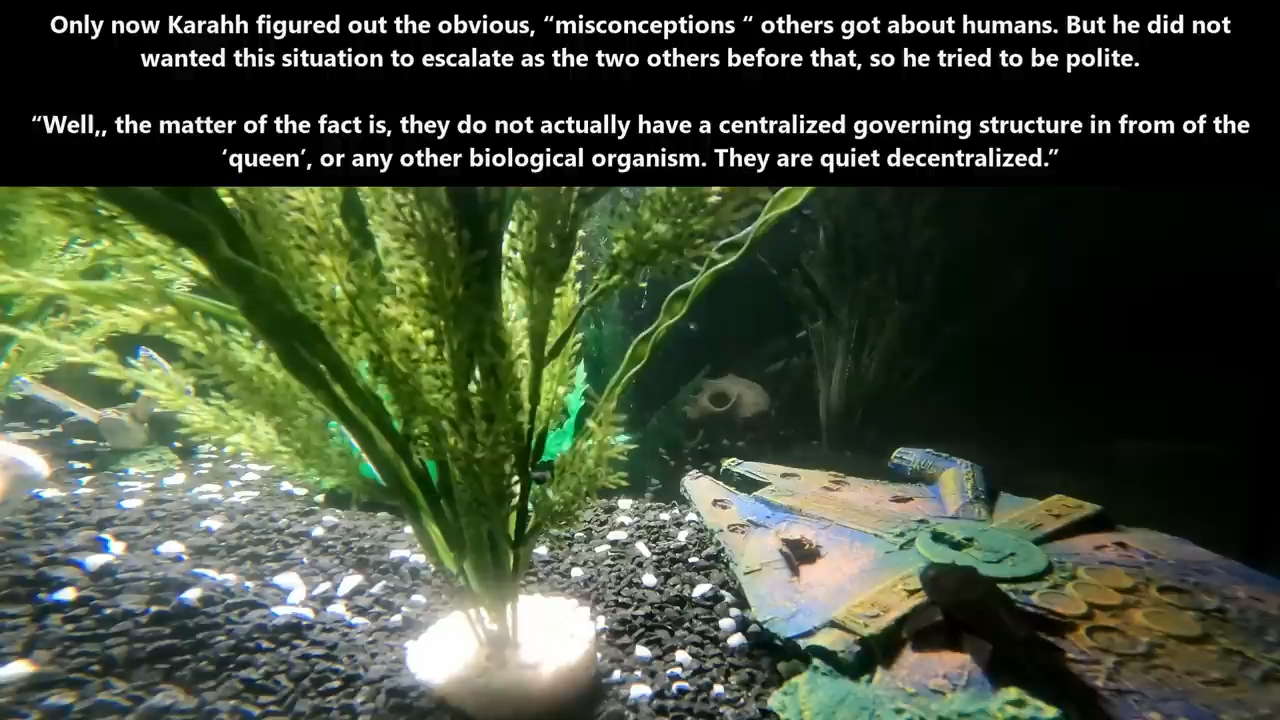 Only now Karahh figured out the obvious, “misconceptions “ others got about humans. But he did not
wanted this situation to escalate as the two others before that, so he tried to be polite.
“Well,, the matter of the fact is, they do not actually have a centralized governing structure in from of the
‘queen’, or any other biological organism. They are quiet decentralized.”